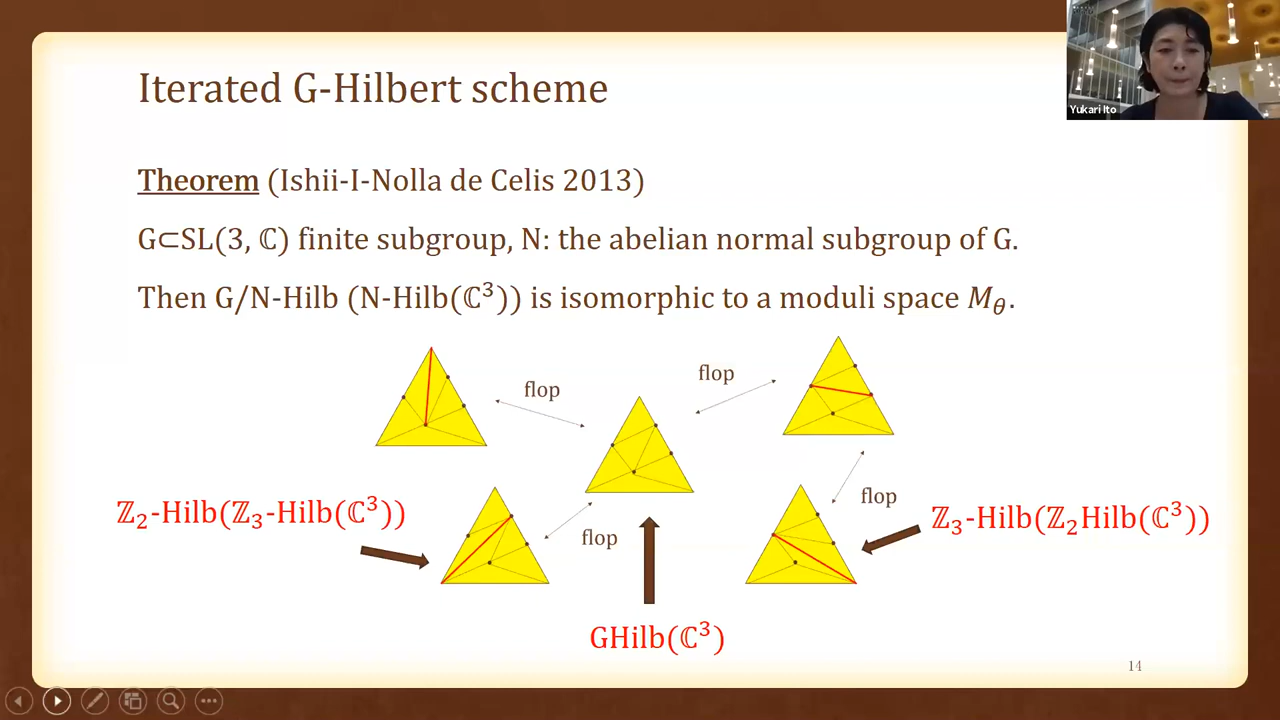 Iterated G-Hilbert scheme
Yukari Ito
Theorem (Ishii-I-Nolla de Celis 2013)
G⊂SL(3, ℂ) finite subgroup, N: the abelian normal subgroup of G.
Then G/N-Hilb (N-Hilb(ℂ³)) is isomorphic to a moduli space M_θ.
flop
flop
flop
flop
ℤ₂-Hilb(ℤ₃-Hilb(ℂ³))
ℤ₃-Hilb(ℤ₂Hilb(ℂ³))
GHilb(ℂ³)
14